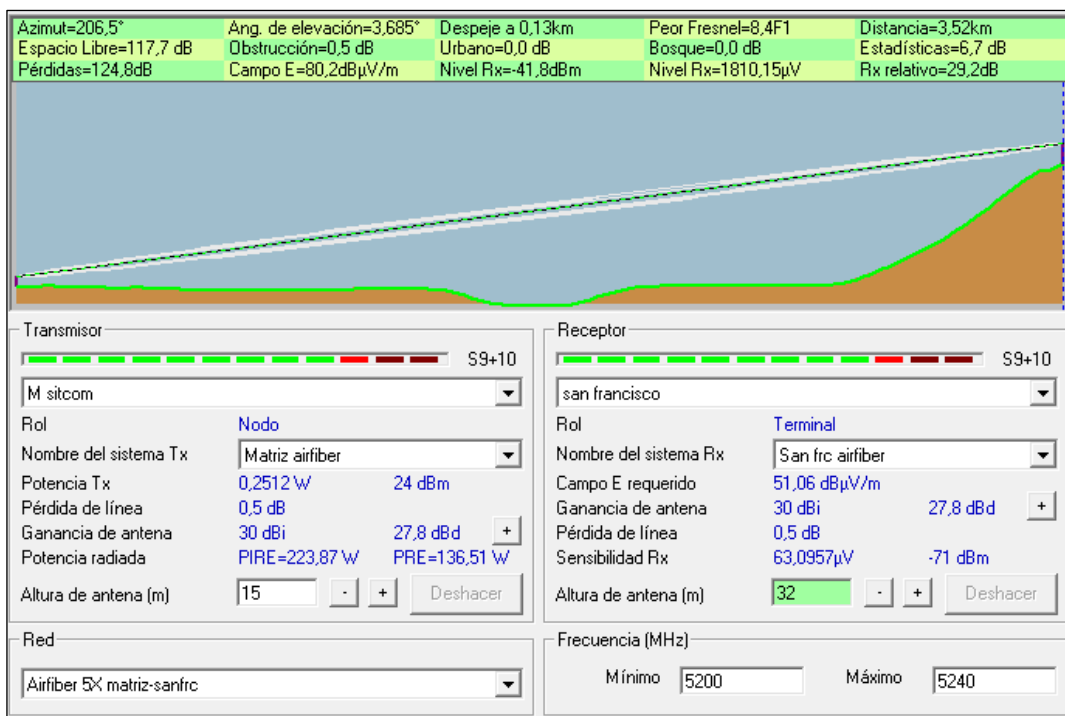 Azimut=206,5° Ang. de elevación=3,685° Despeje a 0,13km Peor Fresnel=8,4F1 Distancia=3,52km
Espacio Libre=117,7 dB Obstrucción=0,5 dB Urbano=0,0 dB Bosque=0,0 dB Estadísticas=6,7 dB
Pérdidas=124,8dB Campo E=80,2dBµV/m Nivel Rx=-41,8dBm Nivel Rx=1810,15µV Rx relativo=29,2dB
Transmisor
S9+10
M sitcom
Rol Nodo
Nombre del sistema Tx Matriz airfiber
Potencia Tx 0,2512 W 24 dBm
Pérdida de línea 0,5 dB
Ganancia de antena 30 dBi 27,8 dBd +
Potencia radiada PIRE=223,87 W PRE=136,51 W
Altura de antena (m) 15 - + Deshacer
Receptor
S9+10
san francisco
Rol Terminal
Nombre del sistema Rx San frc airfiber
Campo E requerido 51,06 dBµV/m
Ganancia de antena 30 dBi 27,8 dBd +
Pérdida de línea 0,5 dB
Sensibilidad Rx 63,0957µV -71 dBm
Altura de antena (m) 32 - + Deshacer
Red
Airfiber 5X matriz-sanfrc
Frecuencia (MHz)
Mínimo 5200 Máximo 5240